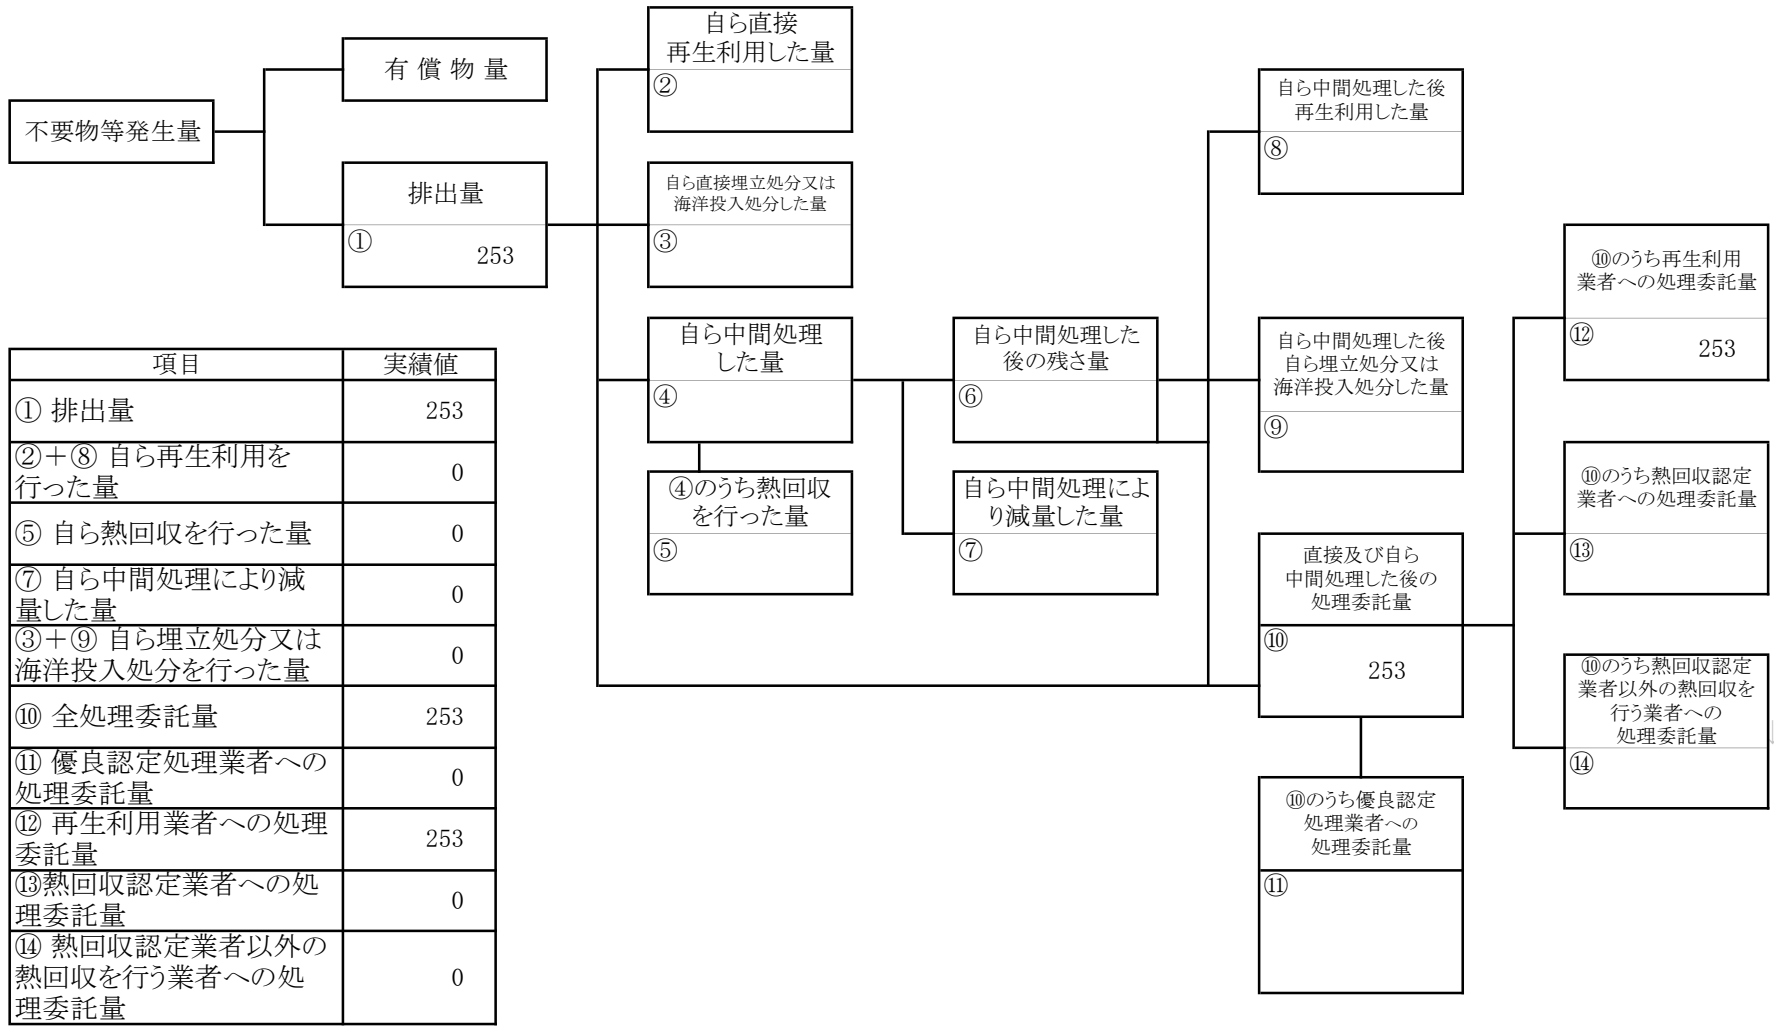 不要物等発生量
有 償 物 量
排出量
①
253
自ら直接
再生利用した量
②
自ら直接埋立処分又は
海洋投入処分した量
③
自ら中間処理
した量
④
④のうち熱回収
を行った量
⑤
自ら中間処理した
後の残さ量
⑥
自ら中間処理によ
り減量した量
⑦
自ら中間処理した後
再生利用した量
⑧
自ら中間処理した後
自ら埋立処分又は
海洋投入処分した量
⑨
直接及び自ら
中間処理した後の
処理委託量
⑩
253
⑩のうち優良認定
処理業者への
処理委託量
⑪
⑩のうち再生利用
業者への処理委託量
⑫
253
⑩のうち熱回収認定
業者への処理委託量
⑬
⑩のうち熱回収認定
業者以外の熱回収を
行う業者への
処理委託量
⑭
項目 実績値
① 排出量 253
②＋⑧ 自ら再生利用を
行った量 0
⑤ 自ら熱回収を行った量 0
⑦ 自ら中間処理により減
量した量 0
③＋⑨ 自ら埋立処分又は
海洋投入処分を行った量 0
⑩ 全処理委託量 253
⑪ 優良認定処理業者への
処理委託量 0
⑫ 再生利用業者への処理
委託量 253
⑬熱回収認定業者への処
理委託量 0
⑭ 熱回収認定業者以外の
熱回収を行う業者への処
理委託量 0